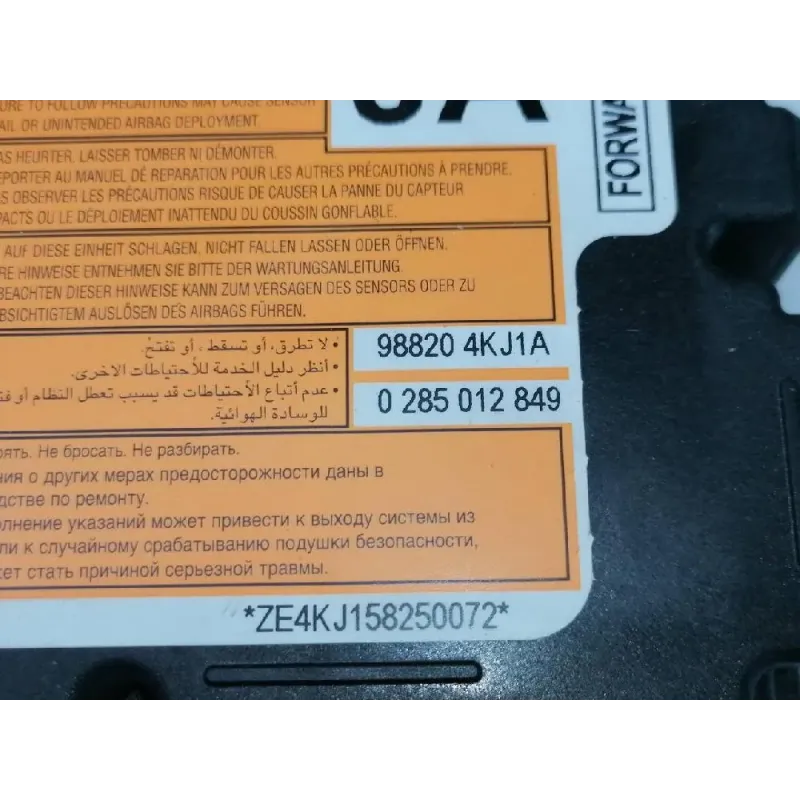 URE TO FOLLOW PRECAUTIONS MAY CAUSE SENSOR
AIL OR UNINTENDED AIRBAG DEPLOYMENT.
FORWA
AS HEURTER, LAISSER TOMBER NI DÉMONTER.
EPORTER AU MANUEL DE RÉPARATION POUR LES AUTRES PRÉCAUTIONS À PRENDRE.
S OBSERVER LES PRÉCAUTIONS RISQUE DE CAUSER LA PANNE DU CAPTEUR
PACTS OU LE DÉPLOIEMENT INATTENDU DU COUSSIN GONFLABLE.
AUF DIESE EINHEIT SCHLAGEN, NICHT FALLEN LASSEN ODER ÖFFNEN.
RE HINWEISE ENTNEHMEN SIE BITTE DER WARTUNGSANLEITUNG.
BEACHTEN DIESER HINWEISE KANN ZUM VERSAGEN DES SENSORS ODER ZU
BSICHTIGTEM AUSLÖSEN DES AIRBAGS FÜHREN.
• لا تطرق، أو تسقط ، أو تفتح.
• أنظر دليل الخدمة للأحتياطات الاخرى.
• عدم أتباع الأحتياطات قد يسبب تعطل النظام أو فتح
للوسادة الهوائية.
98820 4KJ1A
0 285 012 849
рять. Не бросать. Не разбирать.
ния о других мерах предосторожности даны в
дстве по ремонту.
олнение указаний может привести к выходу системы из
ли к случайному срабатыванию подушки безопасности,
жет стать причиной серьезной травмы.
*ZE4KJ158250072*